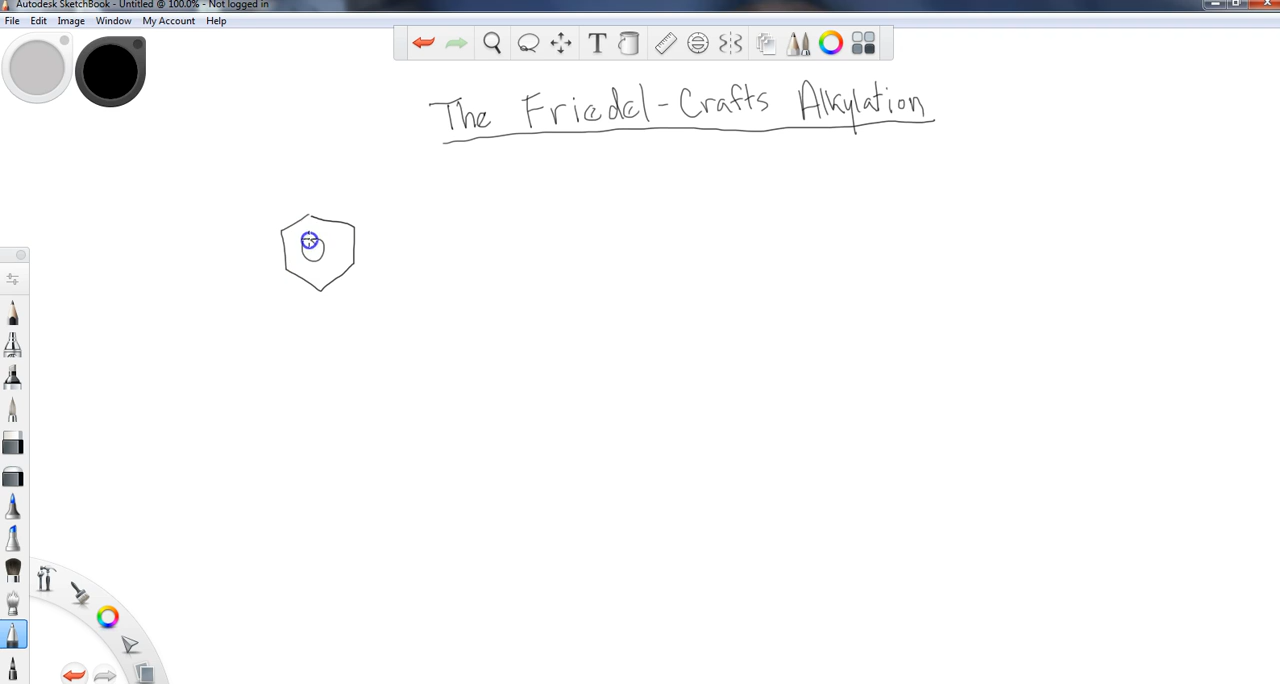 Autodesk SketchBook - Untitled @ 100.0% - Not logged in
File Edit Image Window My Account Help
T
The Friedel-Crafts Alkylation